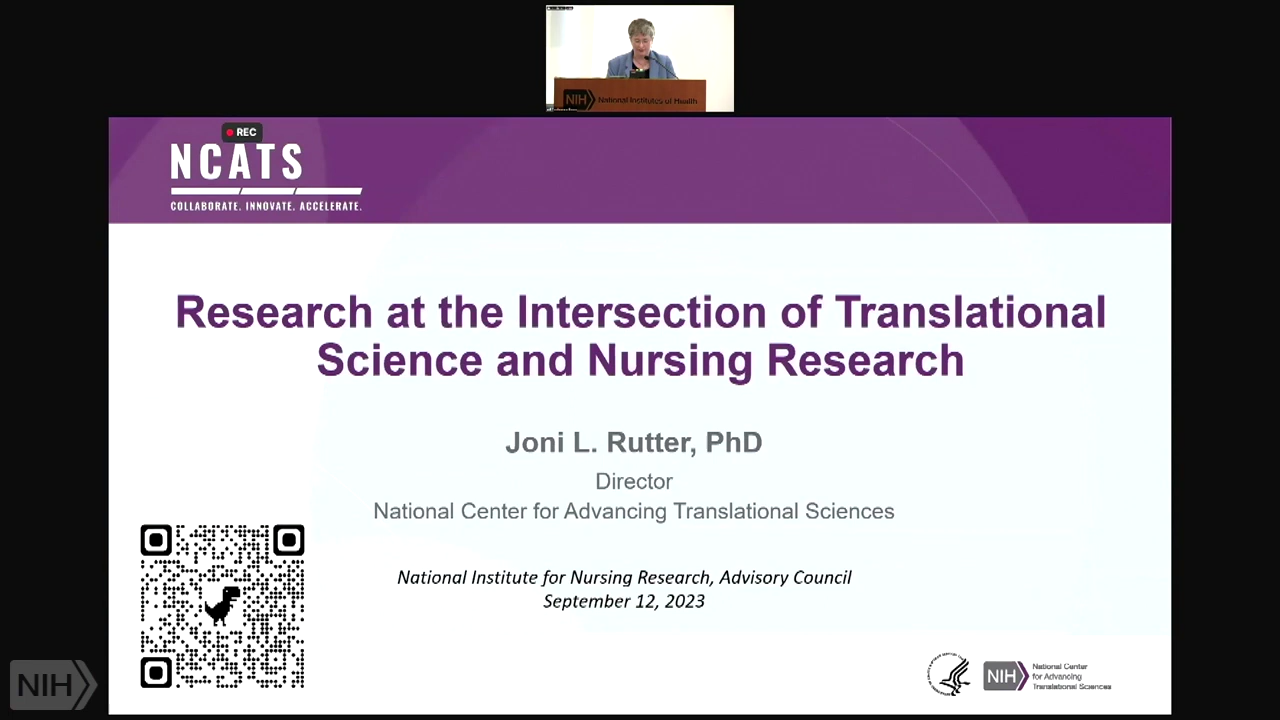 NIH National Institutes of Health
REC
NCATS
COLLABORATE. INNOVATE. ACCELERATE.
Research at the Intersection of Translational
Science and Nursing Research
Joni L. Rutter, PhD
Director
National Center for Advancing Translational Sciences
National Institute for Nursing Research, Advisory Council
September 12, 2023
NIH
NIH
National Center
for Advancing
Translational Sciences